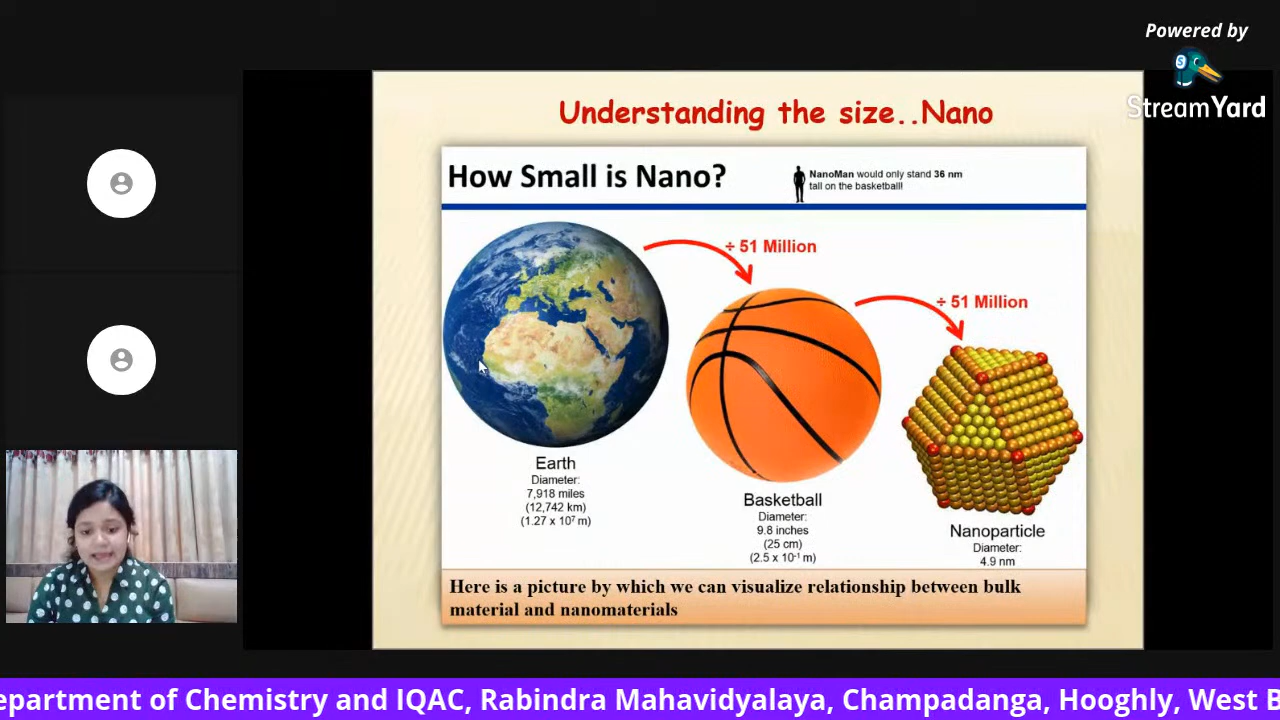 Powered by
StreamYard
Understanding the size..Nano
How Small is Nano?
NanoMan would only stand 36 nm
tall on the basketball!
÷ 51 Million
÷ 51 Million
Earth
Diameter:
7,918 miles
(12,742 km)
(1.27 x 10⁷ m)
Basketball
Diameter:
9.8 inches
(25 cm)
(2.5 x 10⁻¹ m)
Nanoparticle
Diameter:
4.9 nm
Here is a picture by which we can visualize relationship between bulk
material and nanomaterials
epartment of Chemistry and IQAC, Rabindra Mahavidyalaya, Champadanga, Hooghly, West B